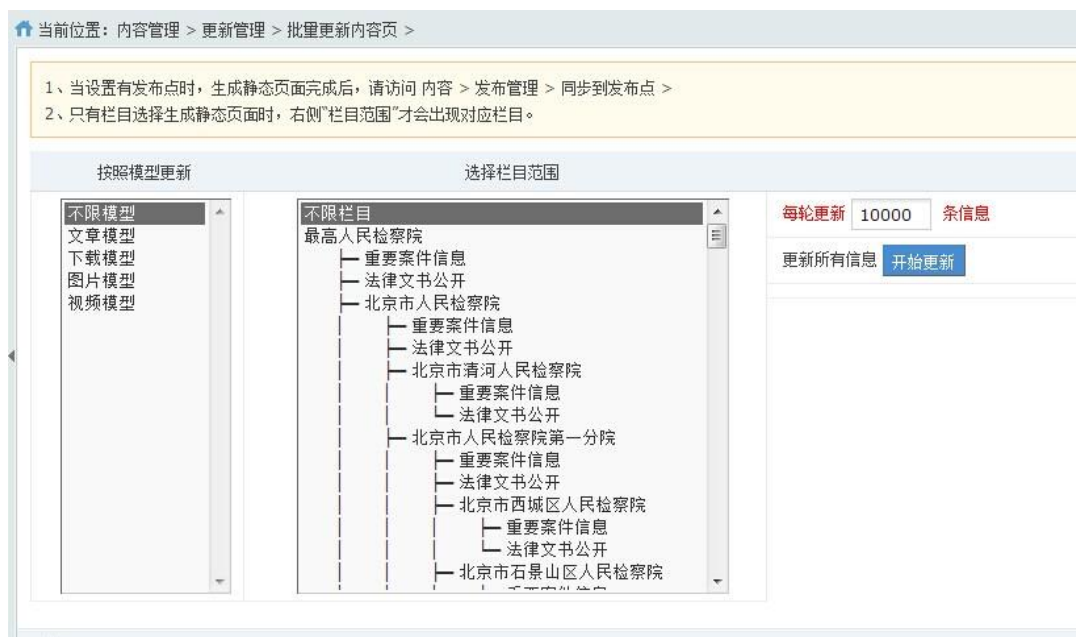 当前位置：内容管理 > 更新管理 > 批量更新内容页 >
1、当设置有发布点时，生成静态页面完成后，请访问 内容 > 发布管理 > 同步到发布点 >
2、只有栏目选择生成静态页面时，右侧"栏目范围"才会出现对应栏目。
按照模型更新
选择栏目范围
不限模型
文章模型
下载模型
图片模型
视频模型
不限栏目
最高人民检察院
├─ 重要案件信息
├─ 法律文书公开
├─ 北京市人民检察院
│ ├─ 重要案件信息
│ ├─ 法律文书公开
│ ├─ 北京市清河人民检察院
│ │ ├─ 重要案件信息
│ │ └─ 法律文书公开
│ ├─ 北京市人民检察院第一分院
│ │ ├─ 重要案件信息
│ │ ├─ 法律文书公开
│ │ ├─ 北京市西城区人民检察院
│ │ │ ├─ 重要案件信息
│ │ │ └─ 法律文书公开
│ │ ├─ 北京市石景山区人民检察院
每轮更新 10000 条信息
更新所有信息 开始更新